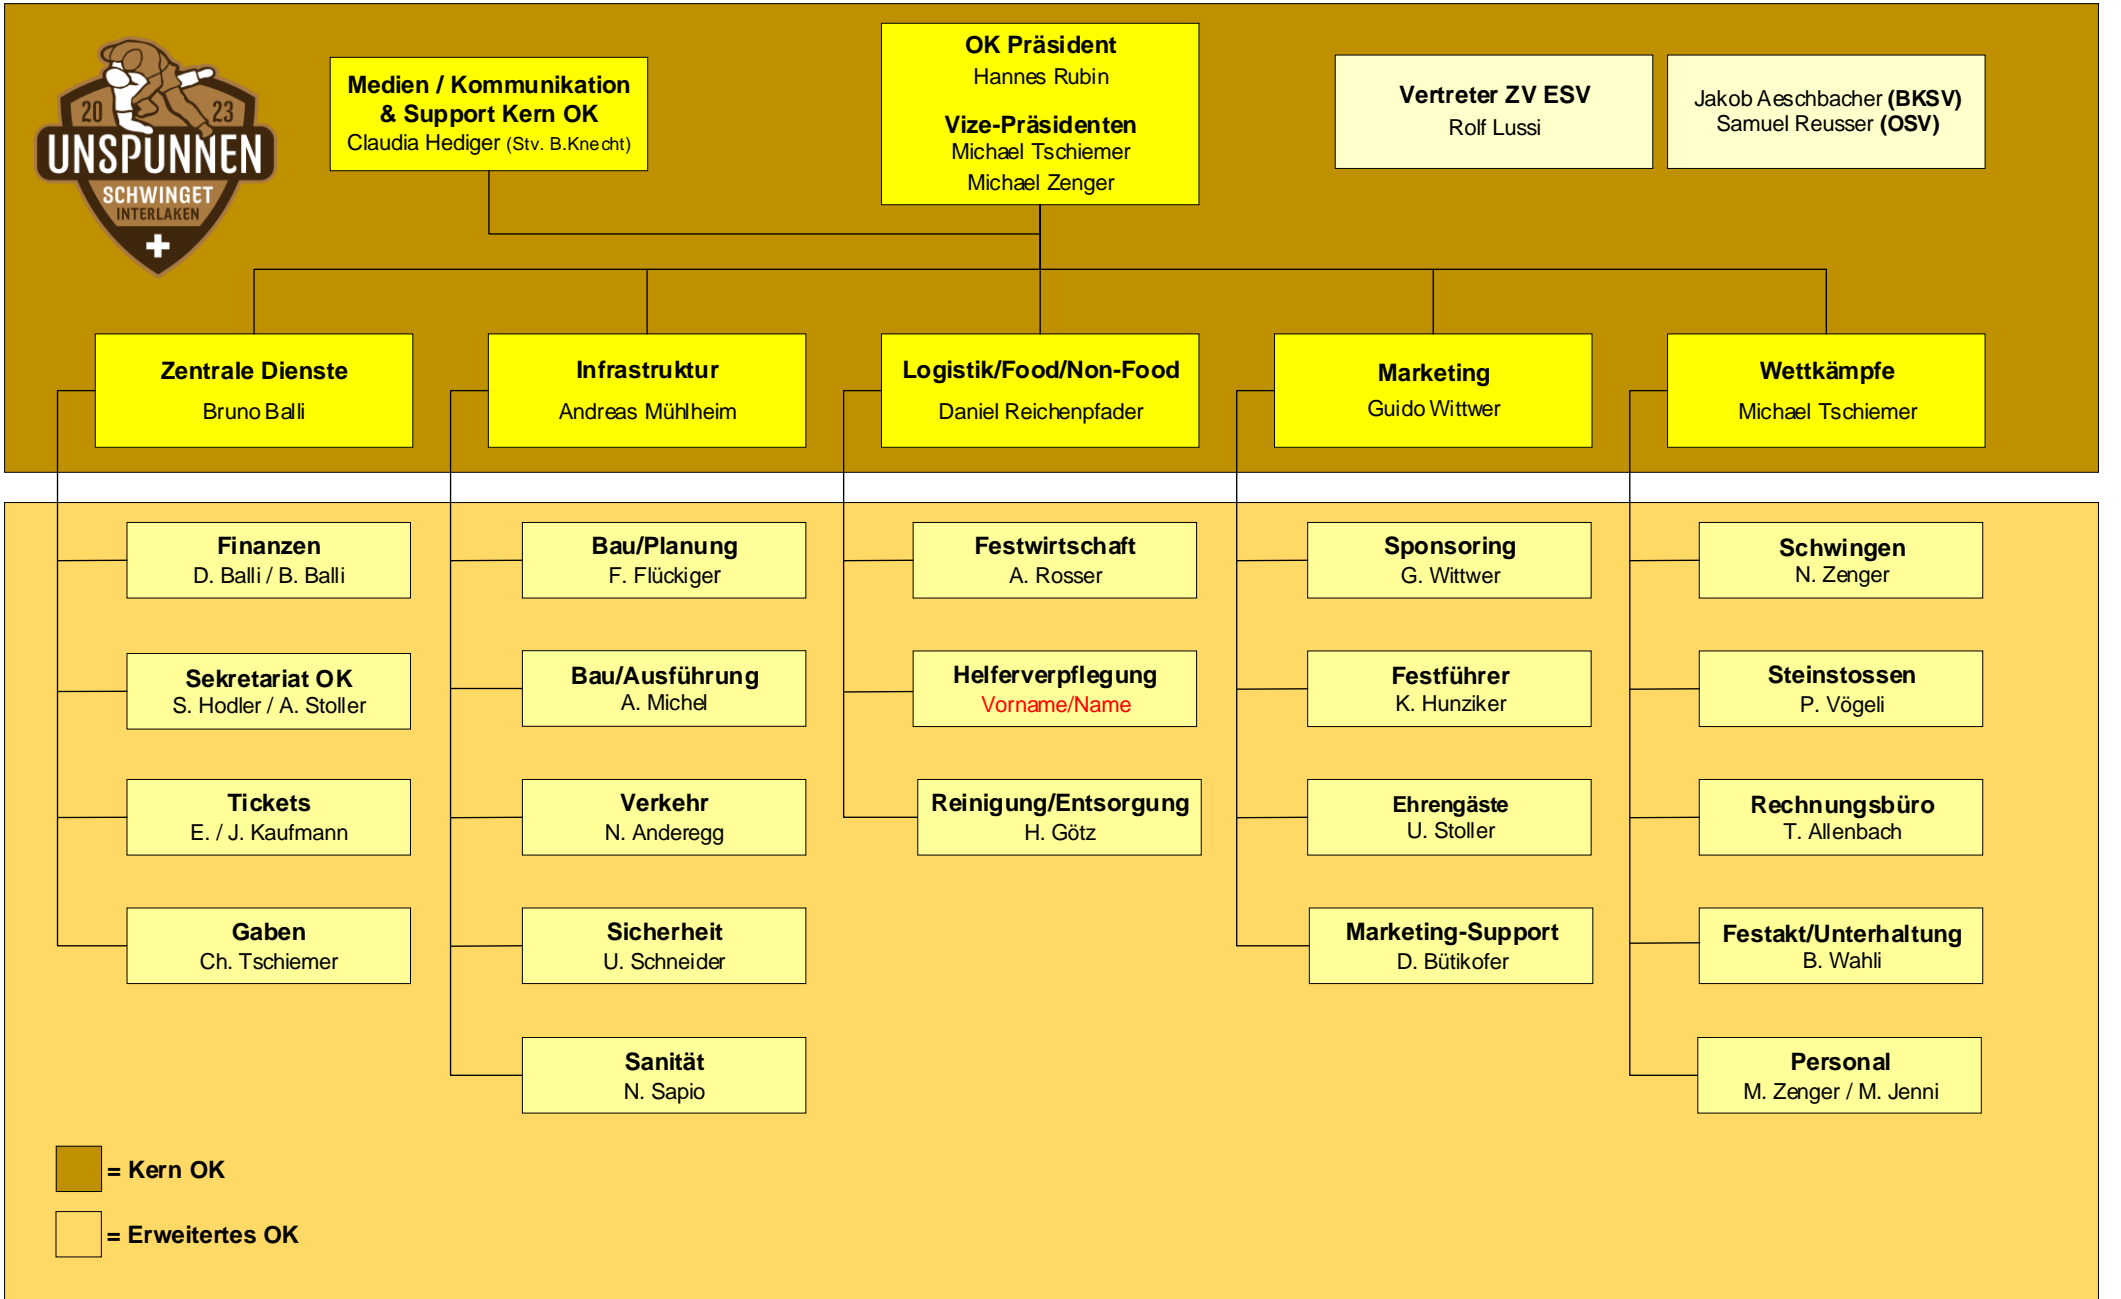 20 23
UNSPUNNEN
SCHWINGET
INTERLAKEN
Medien / Kommunikation
& Support Kern OK
Claudia Hediger (Stv. B.Knecht)
OK Präsident
Hannes Rubin
Vize-Präsidenten
Michael Tschiemer
Michael Zenger
Vertreter ZV ESV
Rolf Lussi
Jakob Aeschbacher (BKSV)
Samuel Reusser (OSV)
Zentrale Dienste
Bruno Balli
Infrastruktur
Andreas Mühlheim
Logistik/Food/Non-Food
Daniel Reichenpfader
Marketing
Guido Wittwer
Wettkämpfe
Michael Tschiemer
Finanzen
D. Balli / B. Balli
Sekretariat OK
S. Hodler / A. Stoller
Tickets
E. / J. Kaufmann
Gaben
Ch. Tschiemer
Bau/Planung
F. Flückiger
Bau/Ausführung
A. Michel
Verkehr
N. Anderegg
Sicherheit
U. Schneider
Sanität
N. Sapio
Festwirtschaft
A. Rosser
Helferverpflegung
Vorname/Name
Reinigung/Entsorgung
H. Götz
Sponsoring
G. Wittwer
Festführer
K. Hunziker
Ehrengäste
U. Stoller
Marketing-Support
D. Bütikofer
Schwingen
N. Zenger
Steinstossen
P. Vögeli
Rechnungsbüro
T. Allenbach
Festakt/Unterhaltung
B. Wahli
Personal
M. Zenger / M. Jenni
= Kern OK
= Erweitertes OK